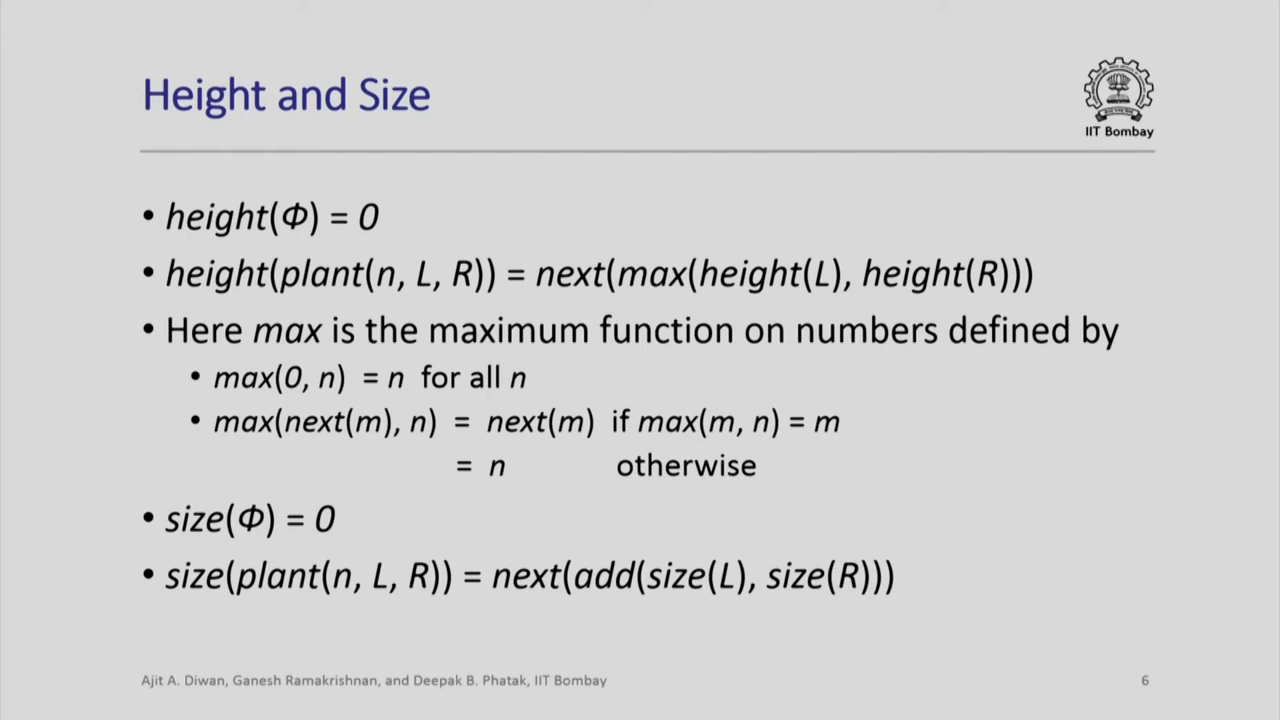 Height and Size
IIT Bombay
• height(Φ) = 0
• height(plant(n, L, R)) = next(max(height(L), height(R)))
• Here max is the maximum function on numbers defined by
• max(0, n) = n for all n
• max(next(m), n) = next(m) if max(m, n) = m
= n otherwise
• size(Φ) = 0
• size(plant(n, L, R)) = next(add(size(L), size(R)))
Ajit A. Diwan, Ganesh Ramakrishnan, and Deepak B. Phatak, IIT Bombay
6